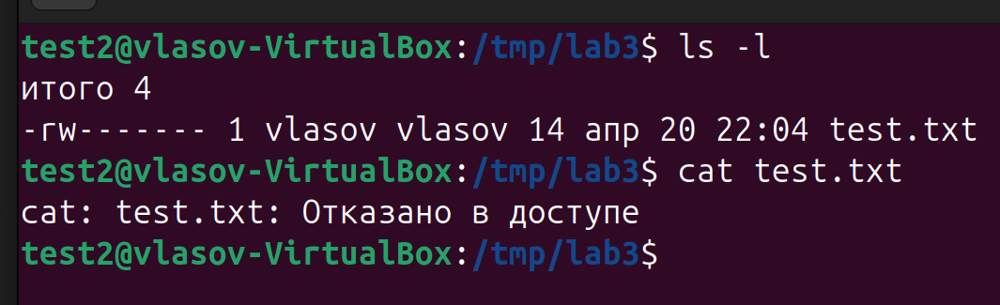 test2@vlasov-VirtualBox:/tmp/lab3$ ls -l
итого 4
-rw------- 1 vlasov vlasov 14 апр 20 22:04 test.txt
test2@vlasov-VirtualBox:/tmp/lab3$ cat test.txt
cat: test.txt: Отказано в доступе
test2@vlasov-VirtualBox:/tmp/lab3$